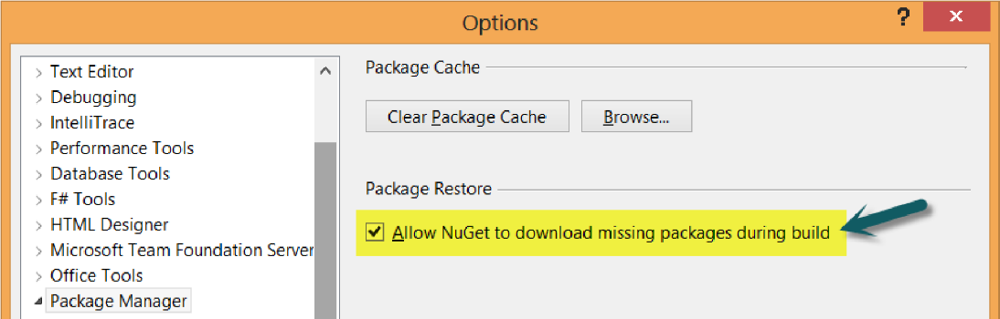 Options
?
x
Text Editor
Debugging
IntelliTrace
Performance Tools
Database Tools
F# Tools
HTML Designer
Microsoft Team Foundation Server
Office Tools
Package Manager
Package Cache
Clear Package Cache
Browse...
Package Restore
Allow NuGet to download missing packages during build